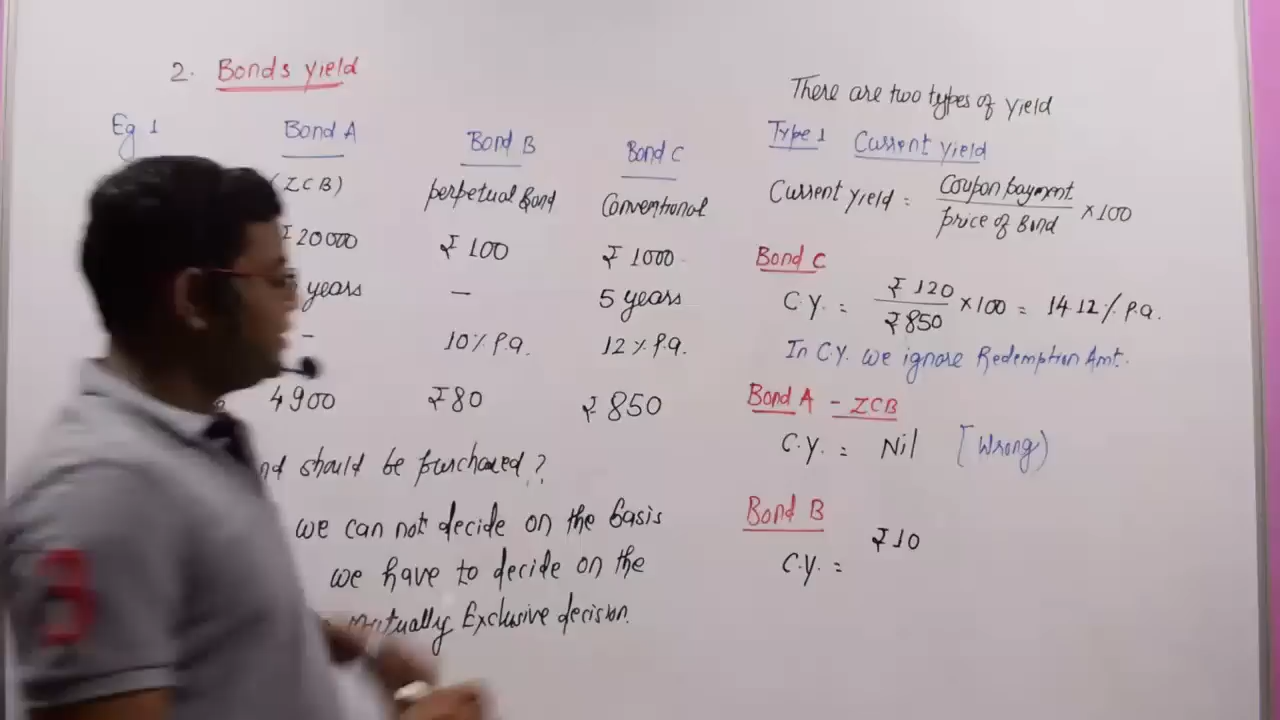 2. Bonds yield
Eg 1 Bond A Bond B Bond C
(ZCB) perpetual Bond Conventional
₹20000 ₹100 ₹1000
years — 5 years
- 10% P.a. 12% P.a.
4900 ₹80 ₹850
should be purchased?
we can not decide on the basis
we have to decide on the
Mutually Exclusive decision.
There are two types of yield
Type 1 Current yield
Current yield = Coupon payment / price of Bond ×100
Bond C
C.Y. = ₹120 / ₹850 ×100 = 14.12% P.a.
In C.Y. we ignore Redemption Amt.
Bond A - ZCB
C.Y. = Nil [Wrong)
Bond B
C.Y. = ₹10
3